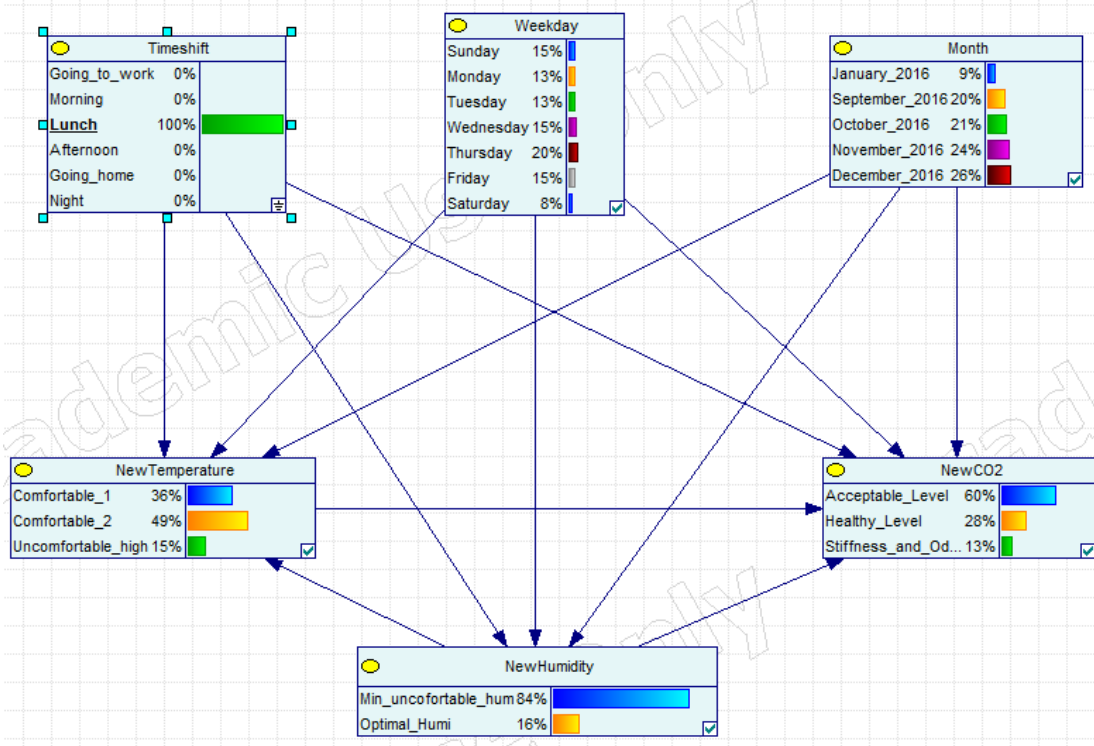 Timeshift
Going_to_work 0%
Morning 0%
Lunch 100%
Afternoon 0%
Going_home 0%
Night 0%
Weekday
Sunday 15%
Monday 13%
Tuesday 13%
Wednesday 15%
Thursday 20%
Friday 15%
Saturday 8%
Month
January_2016 9%
September_2016 20%
October_2016 21%
November_2016 24%
December_2016 26%
NewTemperature
Comfortable_1 36%
Comfortable_2 49%
Uncomfortable_high 15%
NewCO2
Acceptable_Level 60%
Healthy_Level 28%
Stiffness_and_Od... 13%
NewHumidity
Min_uncofortable_hum 84%
Optimal_Humi 16%